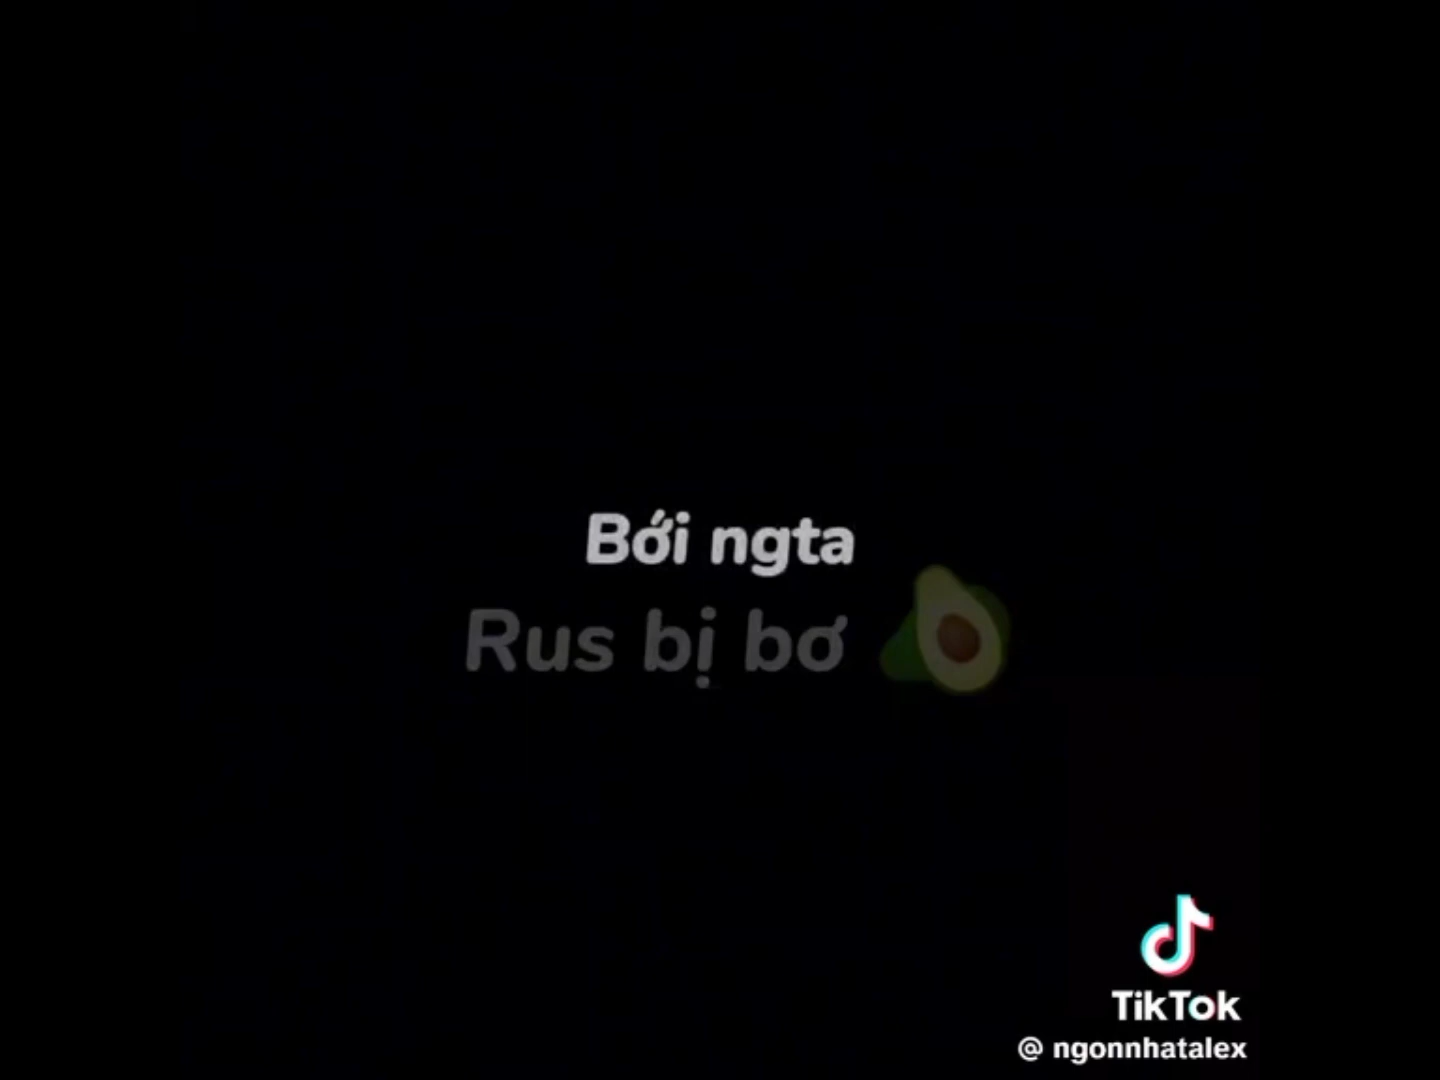 Bới ngta
Rus bị bơ 🥑
TikTok
@ ngonnhatalex